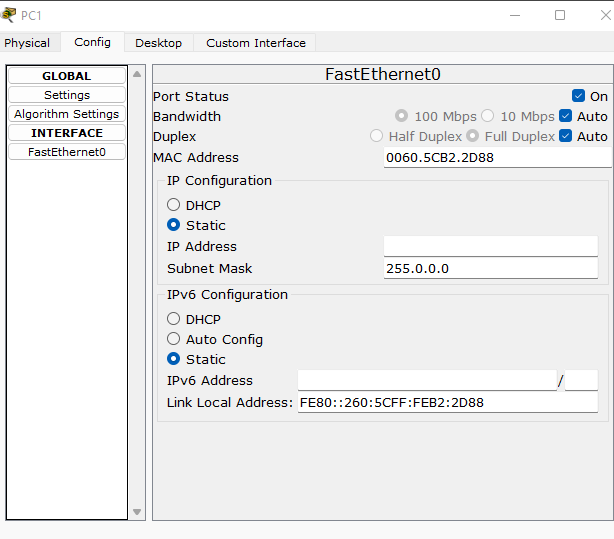 PC1
Physical Config Desktop Custom Interface
GLOBAL
Settings
Algorithm Settings
INTERFACE
FastEthernet0
FastEthernet0
Port Status On
Bandwidth 100 Mbps 10 Mbps Auto
Duplex Half Duplex Full Duplex Auto
MAC Address 0060.5CB2.2D88
IP Configuration
DHCP
Static
IP Address
Subnet Mask 255.0.0.0
IPv6 Configuration
DHCP
Auto Config
Static
IPv6 Address /
Link Local Address: FE80::260:5CFF:FEB2:2D88